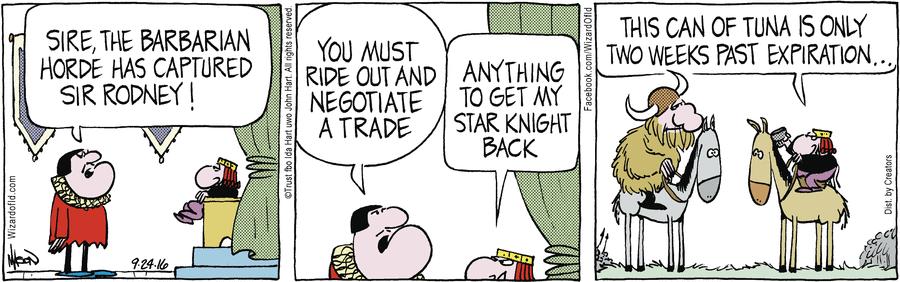 SIRE, THE BARBARIAN
HORDE HAS CAPTURED
SIR RODNEY!
Wizardofid.com
9-24-16
©Trust fbo Ida Hart uwo John Hart. All rights reserved.
YOU MUST
RIDE OUT AND
NEGOTIATE
A TRADE
ANYTHING
TO GET MY
STAR KNIGHT
BACK
Facebook.com/WizardOfId
THIS CAN OF TUNA IS ONLY
TWO WEEKS PAST EXPIRATION...
Dist. by Creators